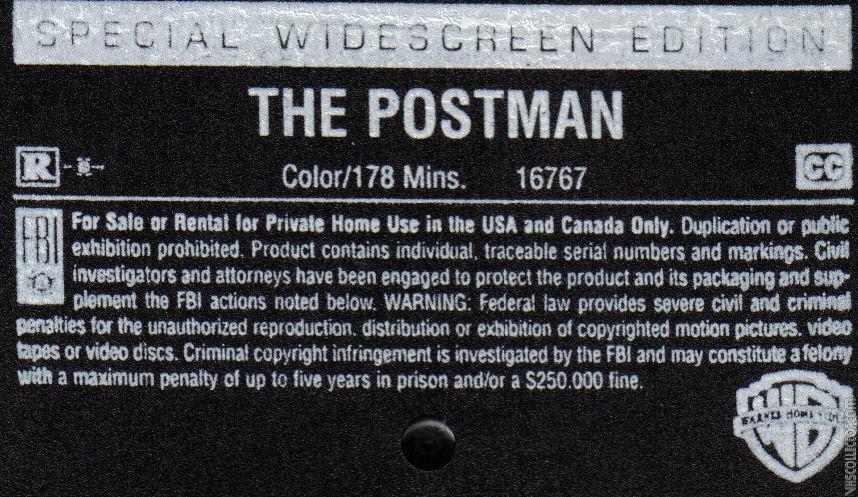 SPECIAL WIDESCREEN EDITION
THE POSTMAN
R
Color/178 Mins. 16767
CC
FBI
For Sale or Rental for Private Home Use in the USA and Canada Only. Duplication or public
exhibition prohibited. Product contains individual, traceable serial numbers and markings. Civil
investigators and attorneys have been engaged to protect the product and its packaging and sup-
plement the FBI actions noted below. WARNING: Federal law provides severe civil and criminal
penalties for the unauthorized reproduction, distribution or exhibition of copyrighted motion pictures, video
tapes or video discs. Criminal copyright infringement is investigated by the FBI and may constitute a felony
with a maximum penalty of up to five years in prison and/or a $250.000 fine.
WB
WARNER HOME VIDEO
VHSCOLLECTOR.com